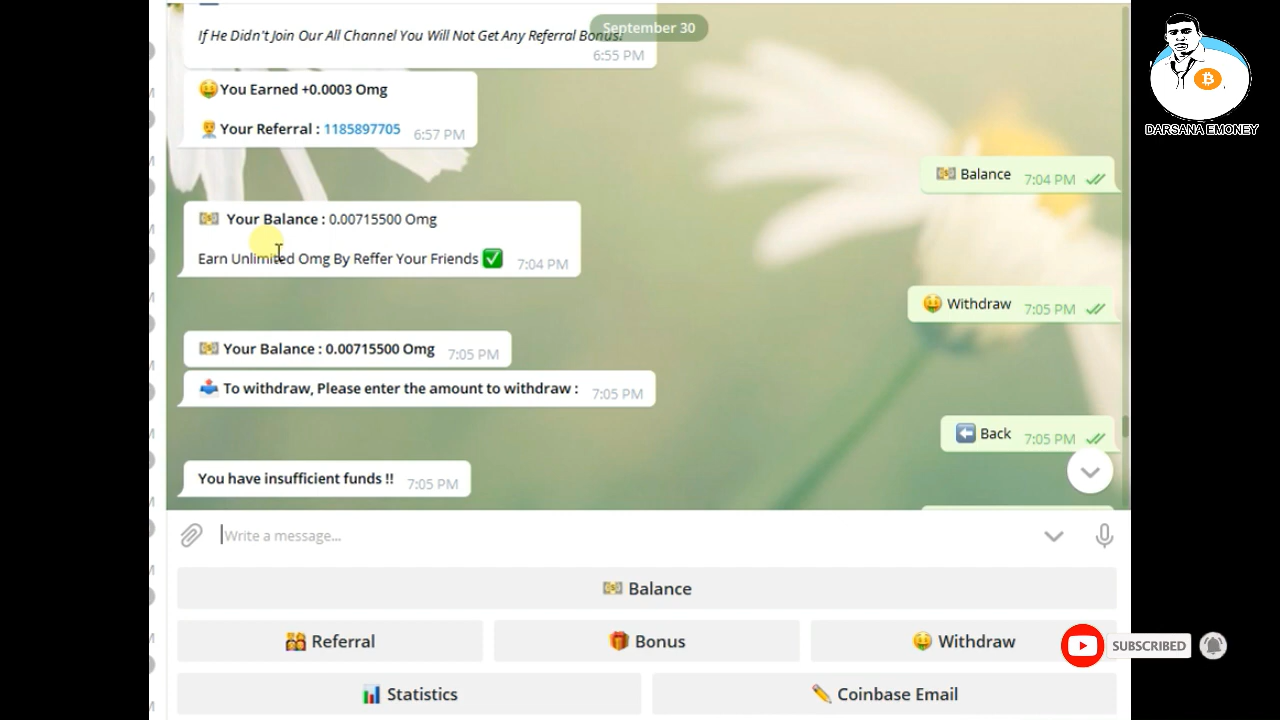 September 30
If He Didn't Join Our All Channel You Will Not Get Any Referral Bonus.
6:55 PM
You Earned +0.0003 Omg
Your Referral : 1185897705 6:57 PM
Balance 7:04 PM
Your Balance : 0.00715500 Omg
Earn Unlimited Omg By Reffer Your Friends 7:04 PM
Withdraw 7:05 PM
Your Balance : 0.00715500 Omg 7:05 PM
To withdraw, Please enter the amount to withdraw : 7:05 PM
Back 7:05 PM
You have insufficient funds !! 7:05 PM
Write a message...
Balance
Referral
Bonus
Withdraw
Statistics
Coinbase Email
DARSANA EMONEY
SUBSCRIBED